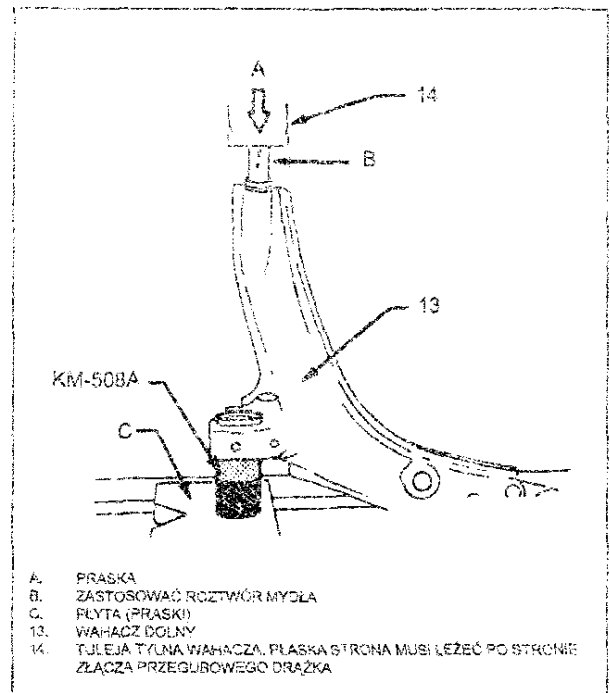 A
14
B
13
KM-508A
C
A. PRASKA
B. ZASTOSOWAĆ ROZTWÓR MYDŁA
C. PŁYTA (PRASKI)
13. WAHACZ DOLNY
14. TULEJA TYLNA WAHACZA. PŁASKA STRONA MUSI LEŻEĆ PO STRONIE
ZŁĄCZA PRZEGUBOWEGO DRĄŻKA